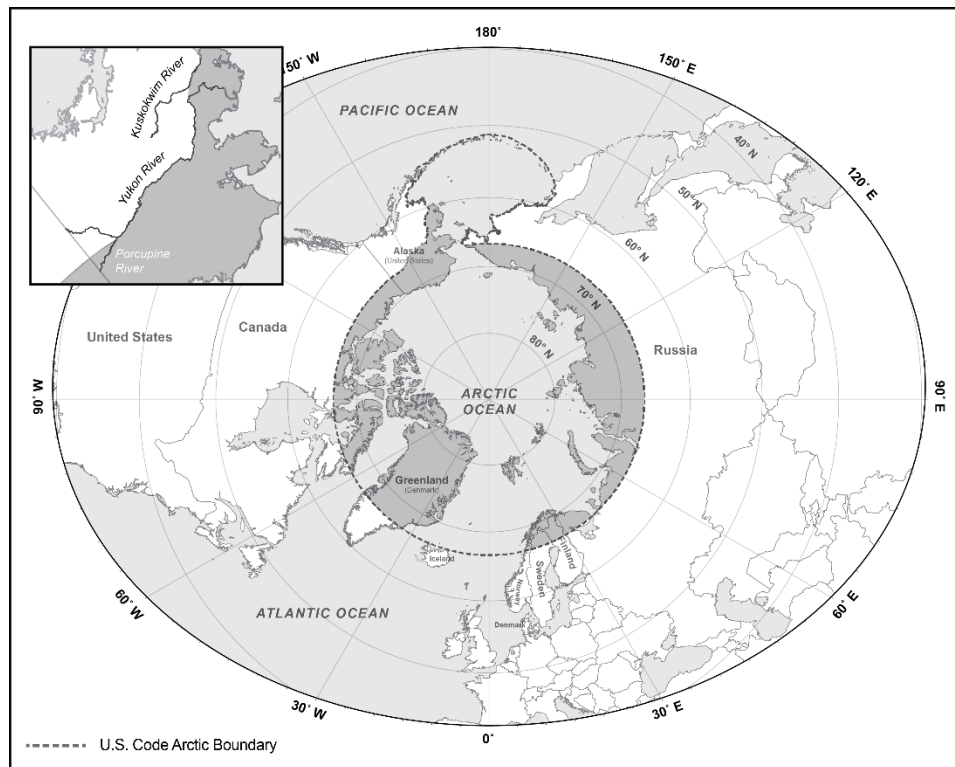 180˚
150˚ W
150˚ E
Kuskokwim River
Yukon River
Porcupine
River
PACIFIC OCEAN
40˚ N
50˚ N
120˚ E
60˚ N
Alaska
(United States)
70˚ N
80˚ N
United States
Canada
Russia
ARCTIC
OCEAN
90˚ W
90˚ E
Greenland
(Denmark)
Iceland
Norway
Sweden
Finland
Denmark
60˚ W
60˚ E
ATLANTIC OCEAN
30˚ W
30˚ E
0˚
U.S. Code Arctic Boundary